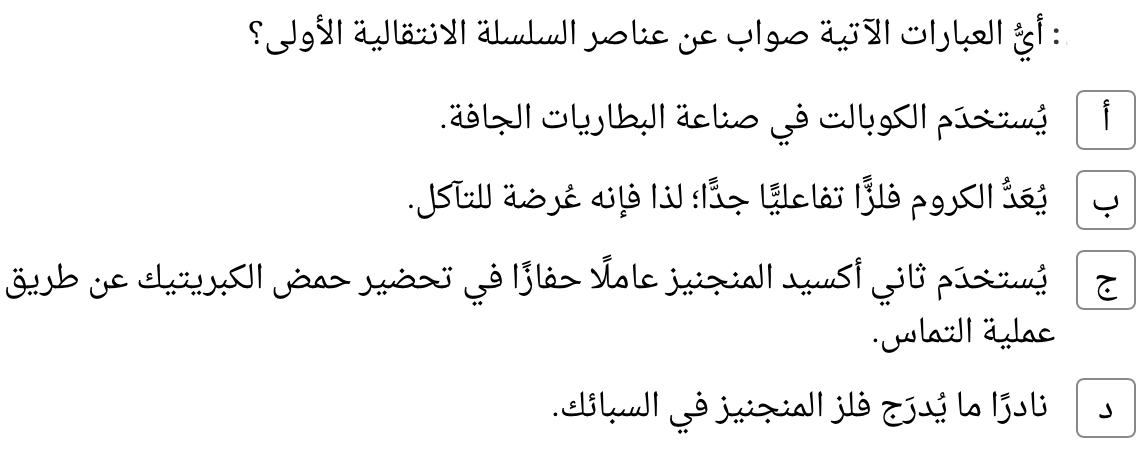 : أيُّ العبارات الآتية صواب عن عناصر السلسلة الانتقالية الأولى؟
أ يُستخدَم الكوبالت في صناعة البطاريات الجافة.
ب يُعَدُّ الكروم فلزًّا تفاعليًّا جدًّا؛ لذا فإنه عُرضة للتآكل.
ج يُستخدَم ثاني أكسيد المنجنيز عاملًا حفازًا في تحضير حمض الكبريتيك عن طريق
عملية التماس.
د نادرًا ما يُدرَج فلز المنجنيز في السبائك.